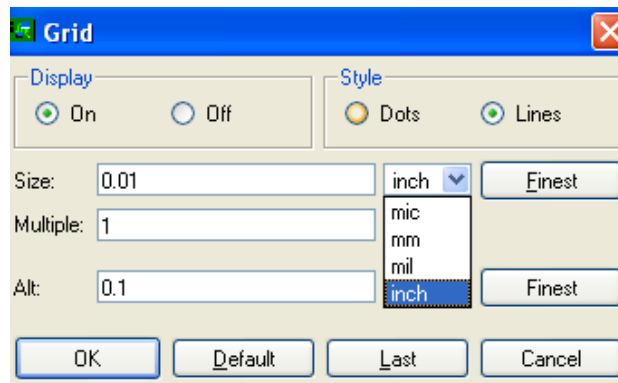 Grid
Display
Style
On Off Dots Lines
Size: 0.01 inch Finest
Multiple: 1
mic
mm
mil
inch
Alt: 0.1 Finest
OK Default Last Cancel